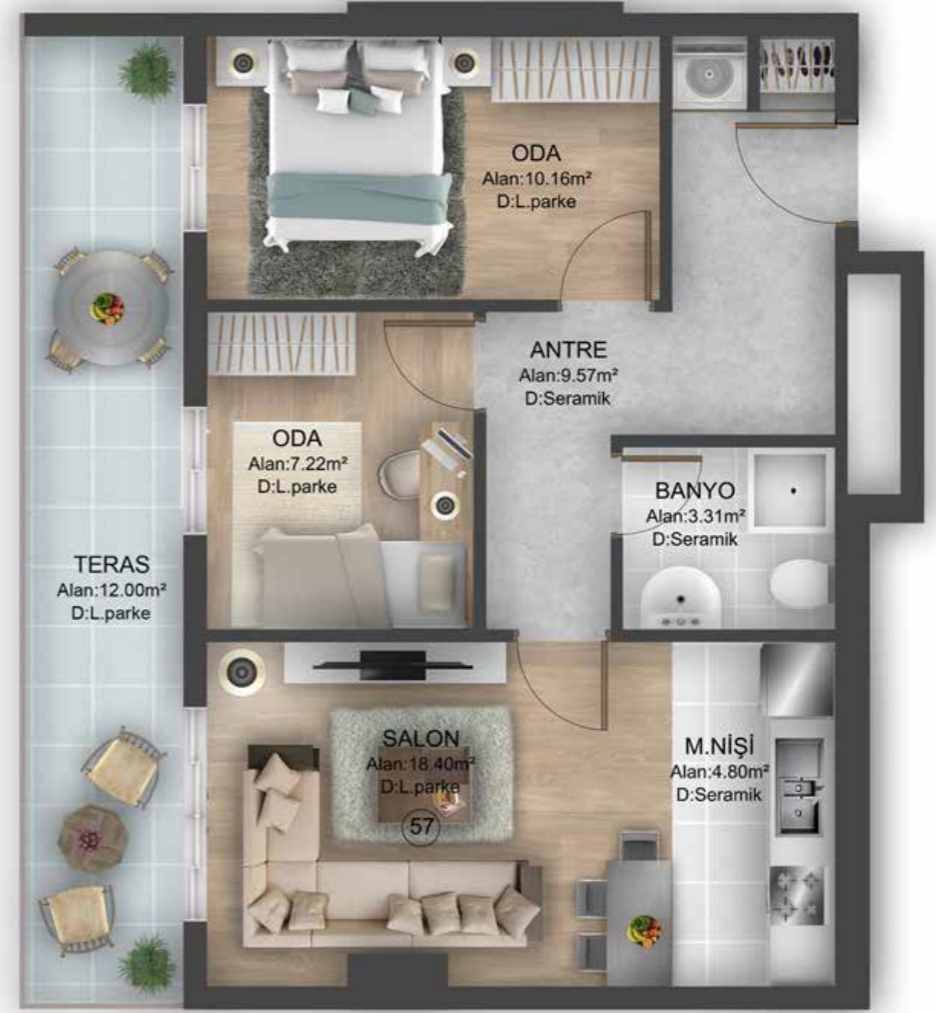 ODA
Alan:10.16m²
D:L.parke
ANTRE
Alan:9.57m²
D:Seramik
ODA
Alan:7.22m²
D:L.parke
BANYO
Alan:3.31m²
D:Seramik
TERAS
Alan:12.00m²
D:L.parke
SALON
Alan:18.40m²
D:L.parke
57
M.NİŞİ
Alan:4.80m²
D:Seramik